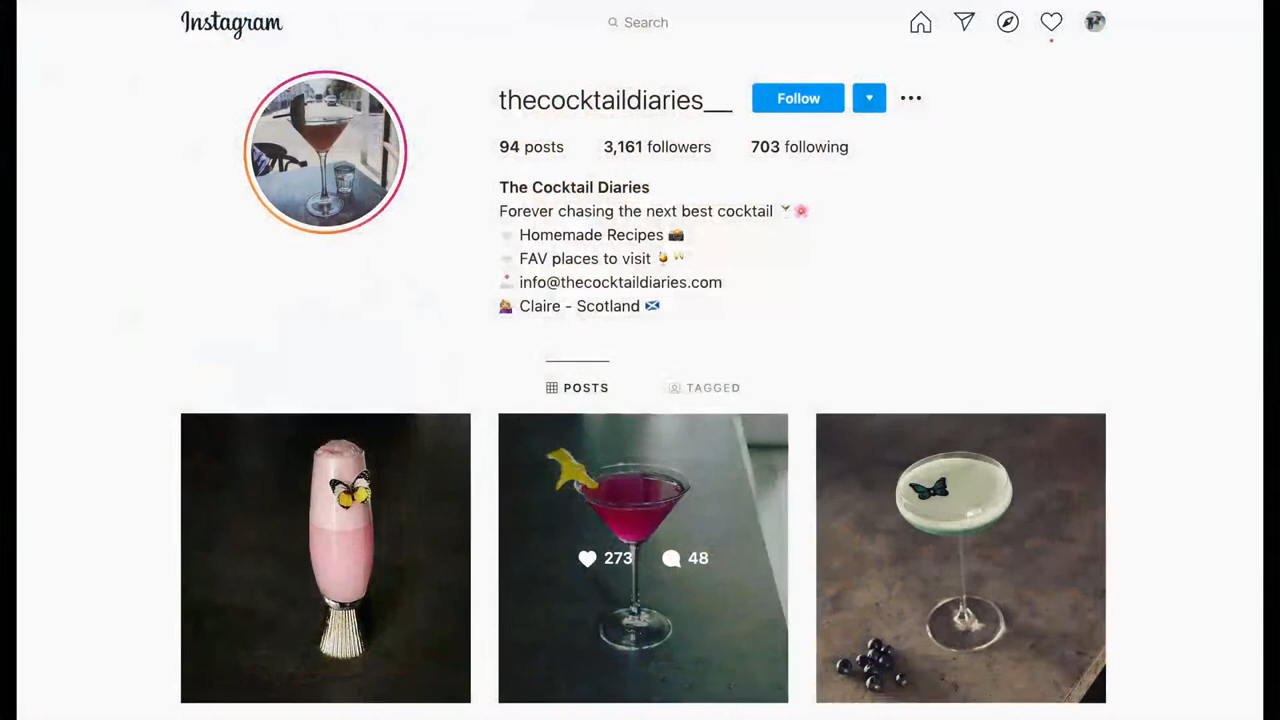 Instagram
Search
thecocktaildiaries__
Follow
94 posts 3,161 followers 703 following
The Cocktail Diaries
Forever chasing the next best cocktail 🍸🌸
🤍 Homemade Recipes 📸
🤍 FAV places to visit 🍹🥂
📩 info@thecocktaildiaries.com
💁🏼‍♀️ Claire - Scotland 🏴󠁧󠁢󠁳󠁣󠁴󠁿
POSTS TAGGED
273 48